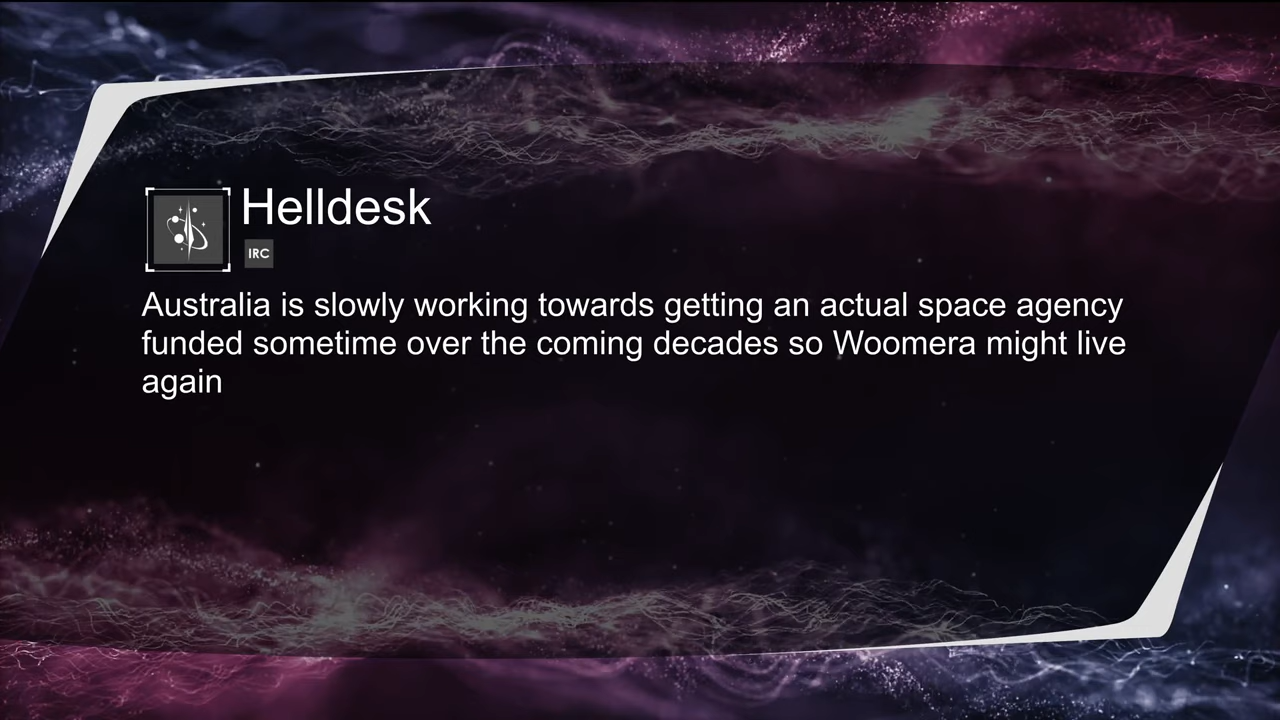 Helldesk
IRC
Australia is slowly working towards getting an actual space agency
funded sometime over the coming decades so Woomera might live
again